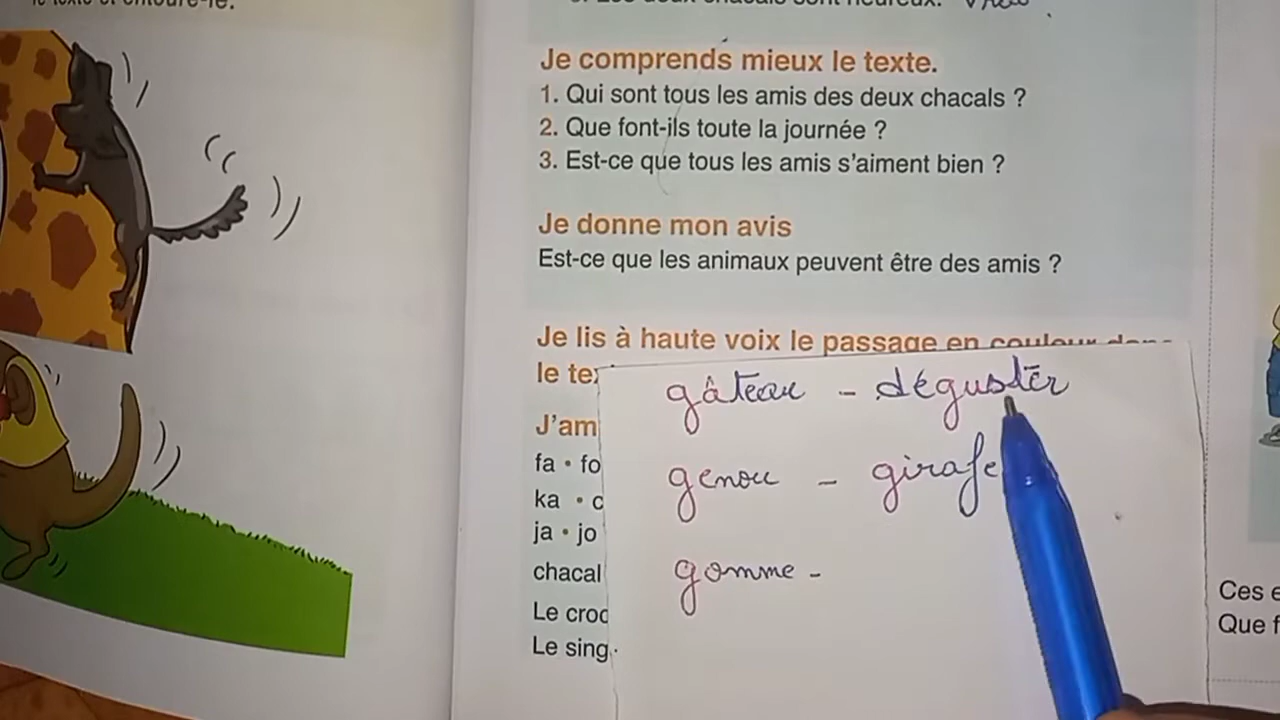 Je comprends mieux le texte.
1. Qui sont tous les amis des deux chacals ?
2. Que font-ils toute la journée ?
3. Est-ce que tous les amis s'aiment bien ?
Je donne mon avis
Est-ce que les animaux peuvent être des amis ?
Je lis à haute voix le passage en couleur
le
J'am
fa • fo
ka • c
ja • jo
chacal
Le croc
Le sing
gâteau - déguster
genou - girafe
gomme -
Ces e
Que f